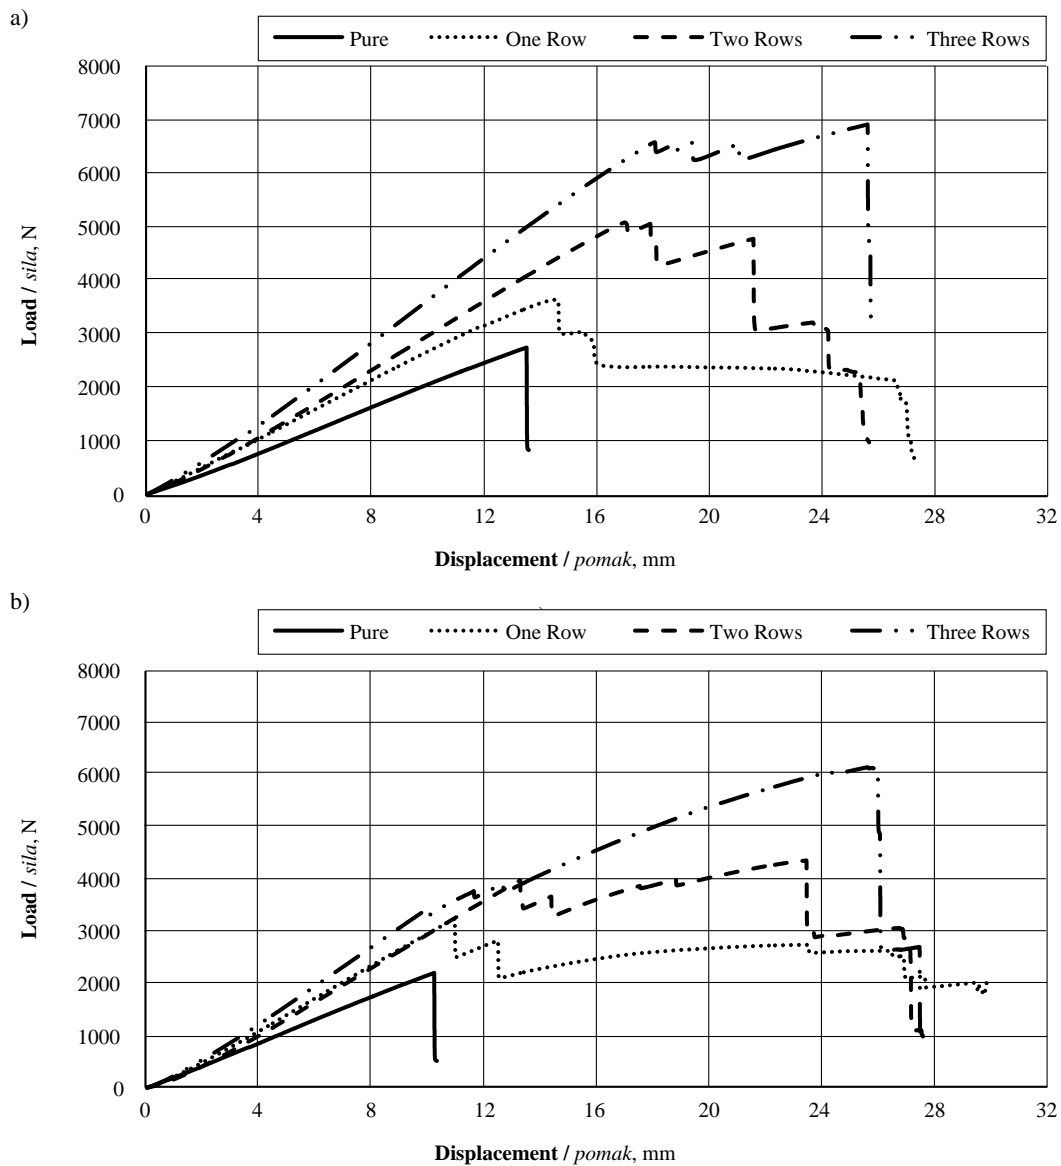 a)
Pure One Row Two Rows Three Rows
8000
7000
6000
5000
4000
3000
2000
1000
0
Load / sila, N
0 4 8 12 16 20 24 28 32
Displacement / pomak, mm
b)
Pure One Row Two Rows Three Rows
8000
7000
6000
5000
4000
3000
2000
1000
0
Load / sila, N
0 4 8 12 16 20 24 28 32
Displacement / pomak, mm